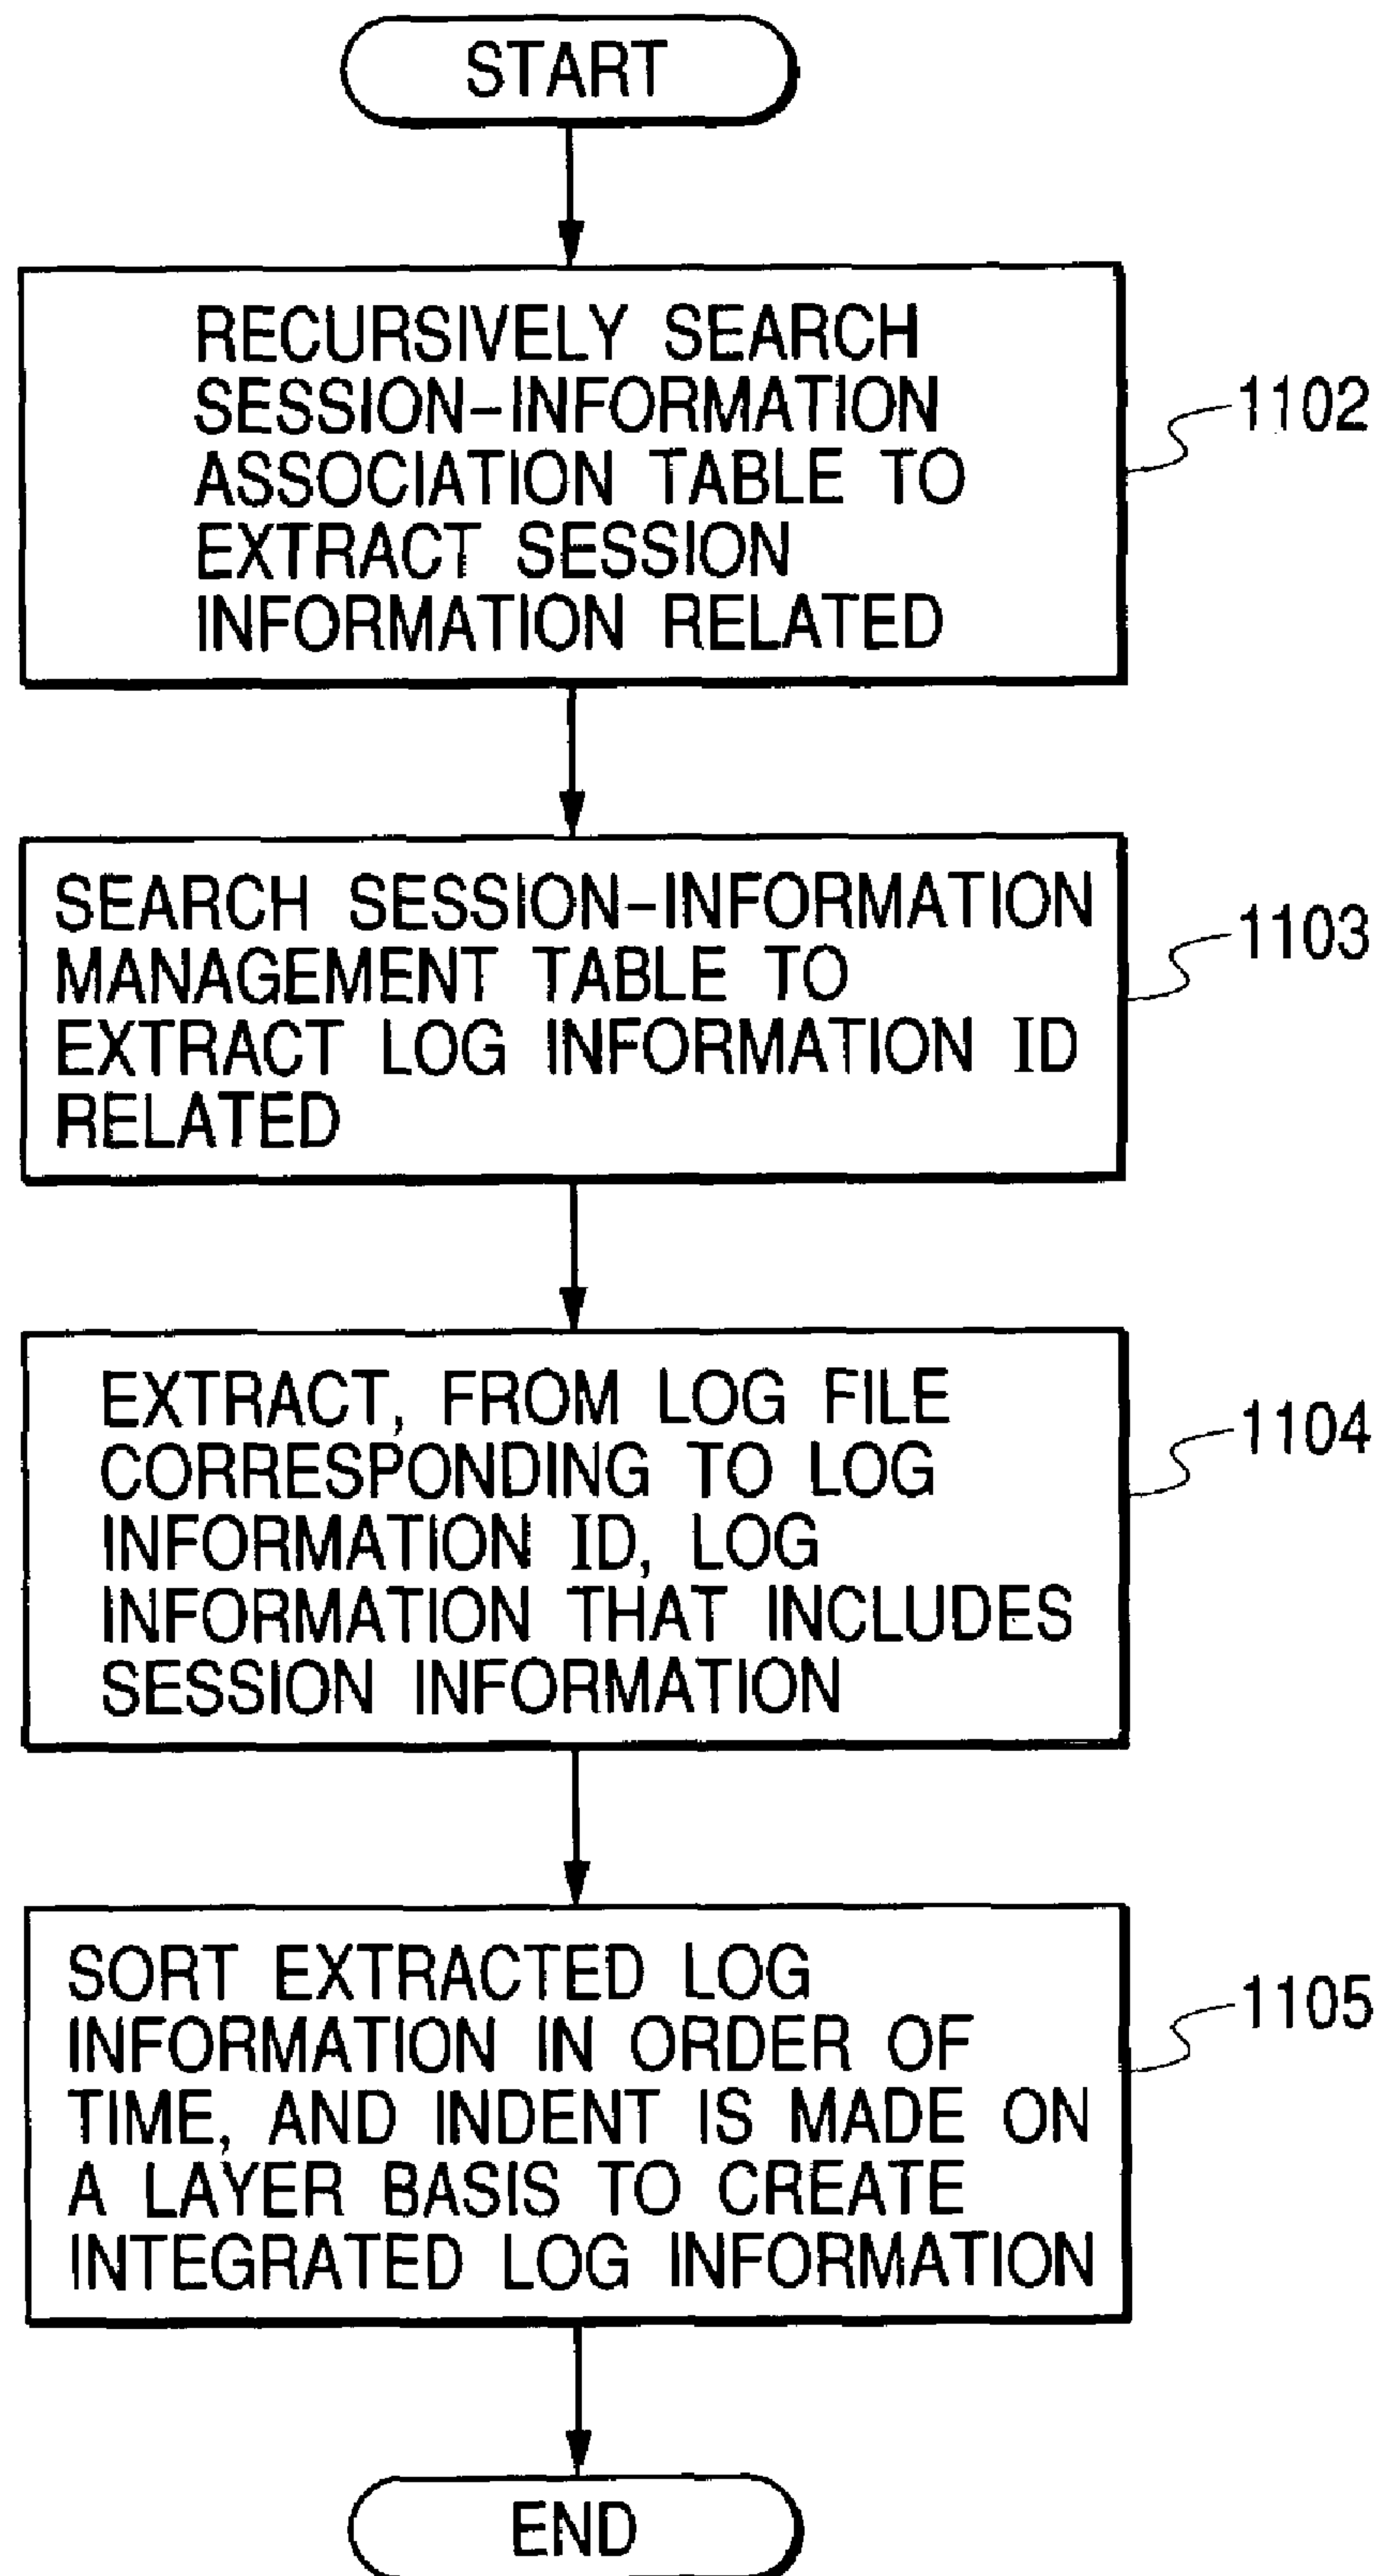 START
RECURSIVELY SEARCH
SESSION-INFORMATION
ASSOCIATION TABLE TO
EXTRACT SESSION
INFORMATION RELATED
1102
SEARCH SESSION-INFORMATION
MANAGEMENT TABLE TO
EXTRACT LOG INFORMATION ID
RELATED
1103
EXTRACT, FROM LOG FILE
CORRESPONDING TO LOG
INFORMATION ID, LOG
INFORMATION THAT INCLUDES
SESSION INFORMATION
1104
SORT EXTRACTED LOG
INFORMATION IN ORDER OF
TIME, AND INDENT IS MADE ON
A LAYER BASIS TO CREATE
INTEGRATED LOG INFORMATION
1105
END